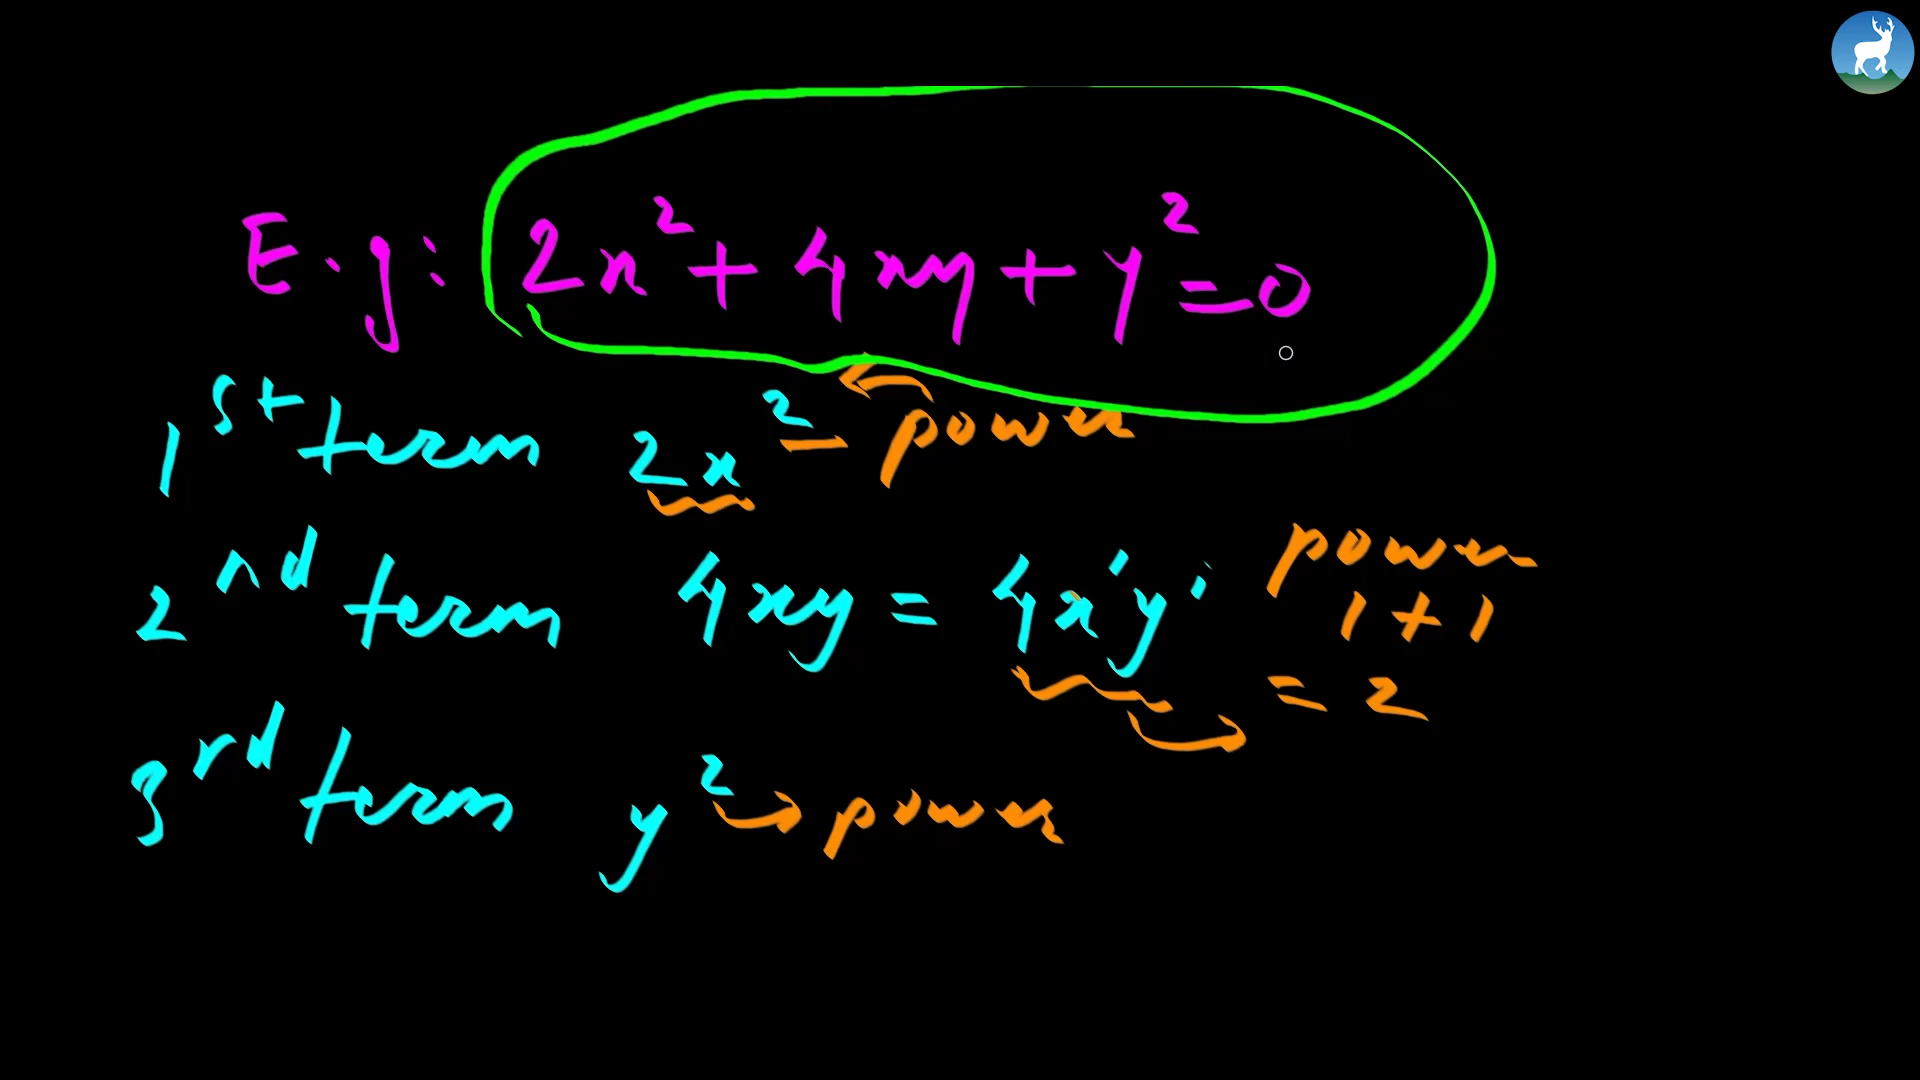 E.g: 2x² + 4xy + y² = 0
1st term 2x² power
2nd term 4xy = 4x¹y¹ power
1 + 1
= 2
3rd term y² power